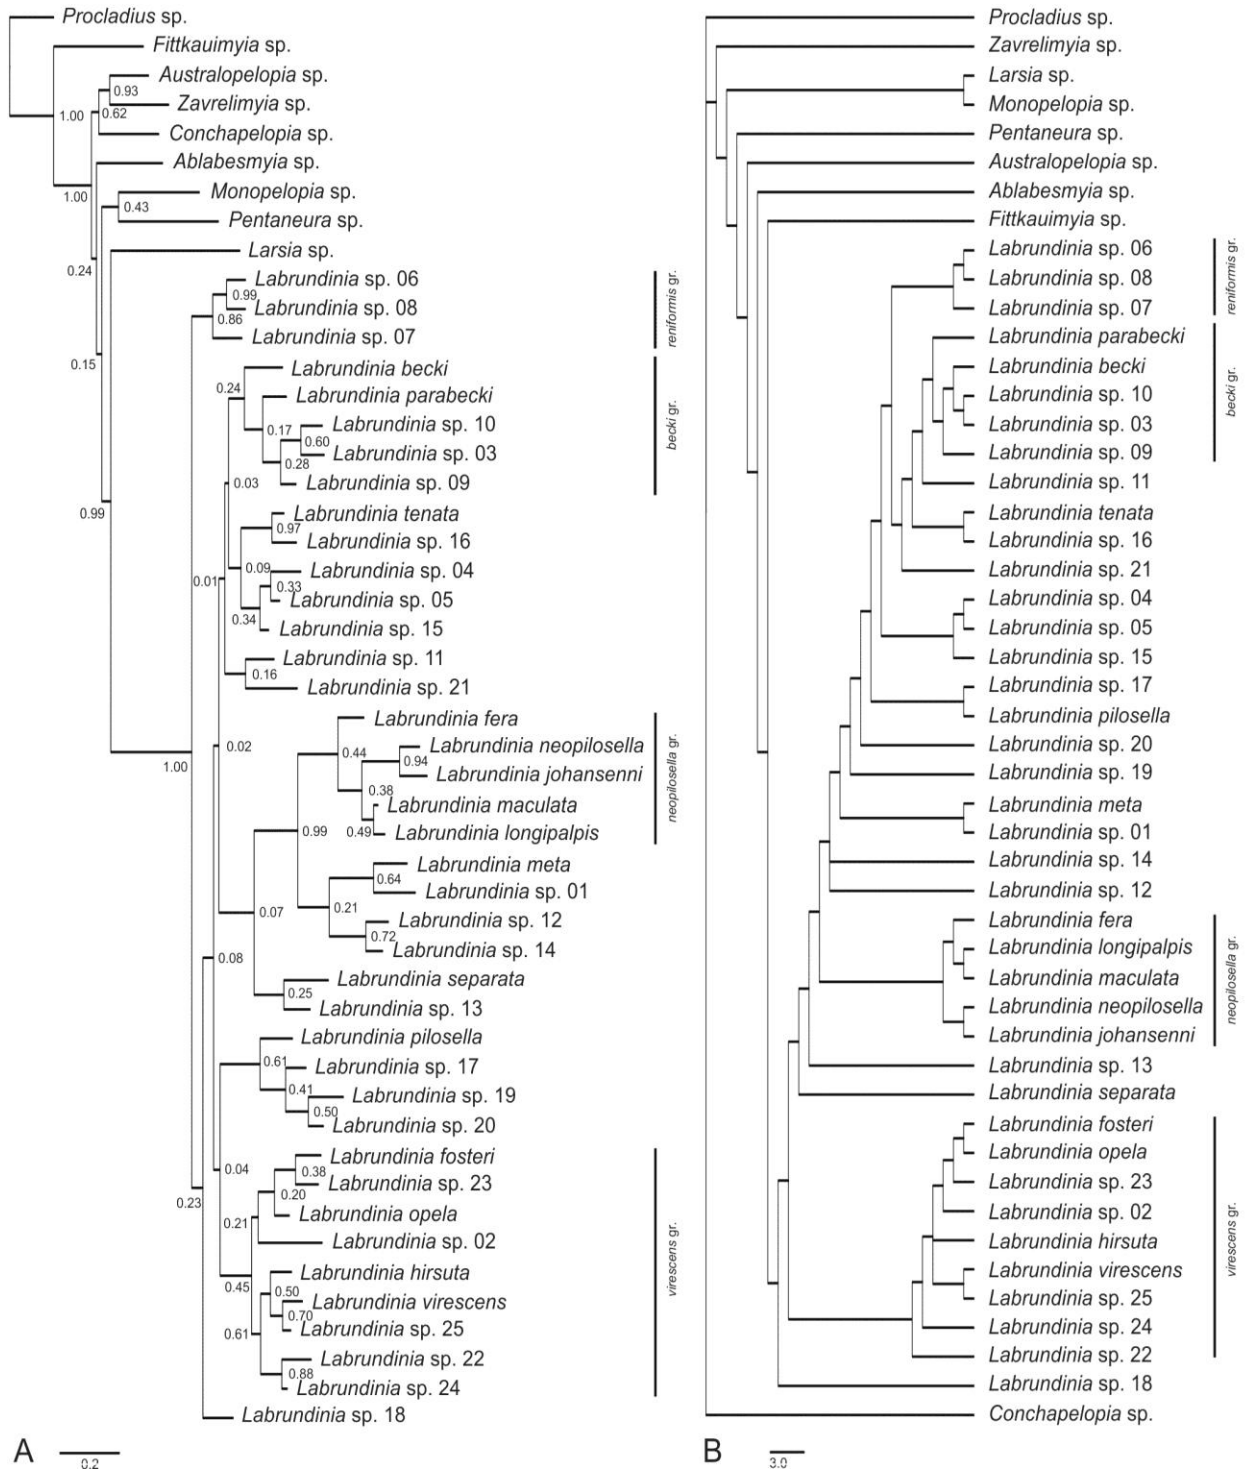 Procladius sp.
Fittkauimyia sp.
Australopelopia sp.
0.93
Zavrelimyia sp.
1.00
0.62
Conchapelopia sp.
Ablabesmyia sp.
1.00
Monopelopia sp.
0.43
Pentaneura sp.
Larsia sp.
0.24
Labrundinia sp. 06
0.99
Labrundinia sp. 08
0.86
Labrundinia sp. 07
reniformis gr.
0.15
Labrundinia becki
0.24
Labrundinia parabecki
0.17
Labrundinia sp. 10
0.60
Labrundinia sp. 03
0.28
Labrundinia sp. 09
becki gr.
0.03
0.99
Labrundinia tenata
0.97
Labrundinia sp. 16
0.09
Labrundinia sp. 04
0.01
0.33
Labrundinia sp. 05
0.34
Labrundinia sp. 15
Labrundinia sp. 11
0.16
Labrundinia sp. 21
Labrundinia fera
0.02
0.44
Labrundinia neopilosella
0.94
Labrundinia johansenni
1.00
0.38
Labrundinia maculata
0.99
0.49
Labrundinia longipalpis
neopilosella gr.
Labrundinia meta
0.64
Labrundinia sp. 01
0.07
0.21
Labrundinia sp. 12
0.72
Labrundinia sp. 14
0.08
Labrundinia separata
0.25
Labrundinia sp. 13
Labrundinia pilosella
0.61
Labrundinia sp. 17
0.41
Labrundinia sp. 19
0.50
Labrundinia sp. 20
0.04
Labrundinia fosteri
0.38
Labrundinia sp. 23
0.23
0.20
Labrundinia opela
0.21
Labrundinia sp. 02
Labrundinia hirsuta
0.45
0.50
Labrundinia virescens
0.70
Labrundinia sp. 25
0.61
Labrundinia sp. 22
0.88
Labrundinia sp. 24
virescens gr.
Labrundinia sp. 18
A
0.2
Procladius sp.
Zavrelimyia sp.
Larsia sp.
Monopelopia sp.
Pentaneura sp.
Australopelopia sp.
Ablabesmyia sp.
Fittkauimyia sp.
Labrundinia sp. 06
Labrundinia sp. 08
Labrundinia sp. 07
reniformis gr.
Labrundinia parabecki
Labrundinia becki
Labrundinia sp. 10
Labrundinia sp. 03
Labrundinia sp. 09
becki gr.
Labrundinia sp. 11
Labrundinia tenata
Labrundinia sp. 16
Labrundinia sp. 21
Labrundinia sp. 04
Labrundinia sp. 05
Labrundinia sp. 15
Labrundinia sp. 17
Labrundinia pilosella
Labrundinia sp. 20
Labrundinia sp. 19
Labrundinia meta
Labrundinia sp. 01
Labrundinia sp. 14
Labrundinia sp. 12
Labrundinia fera
Labrundinia longipalpis
Labrundinia maculata
Labrundinia neopilosella
Labrundinia johansenni
neopilosella gr.
Labrundinia sp. 13
Labrundinia separata
Labrundinia fosteri
Labrundinia opela
Labrundinia sp. 23
Labrundinia sp. 02
Labrundinia hirsuta
Labrundinia virescens
Labrundinia sp. 25
Labrundinia sp. 24
Labrundinia sp. 22
virescens gr.
Labrundinia sp. 18
Conchapelopia sp.
B
3.0